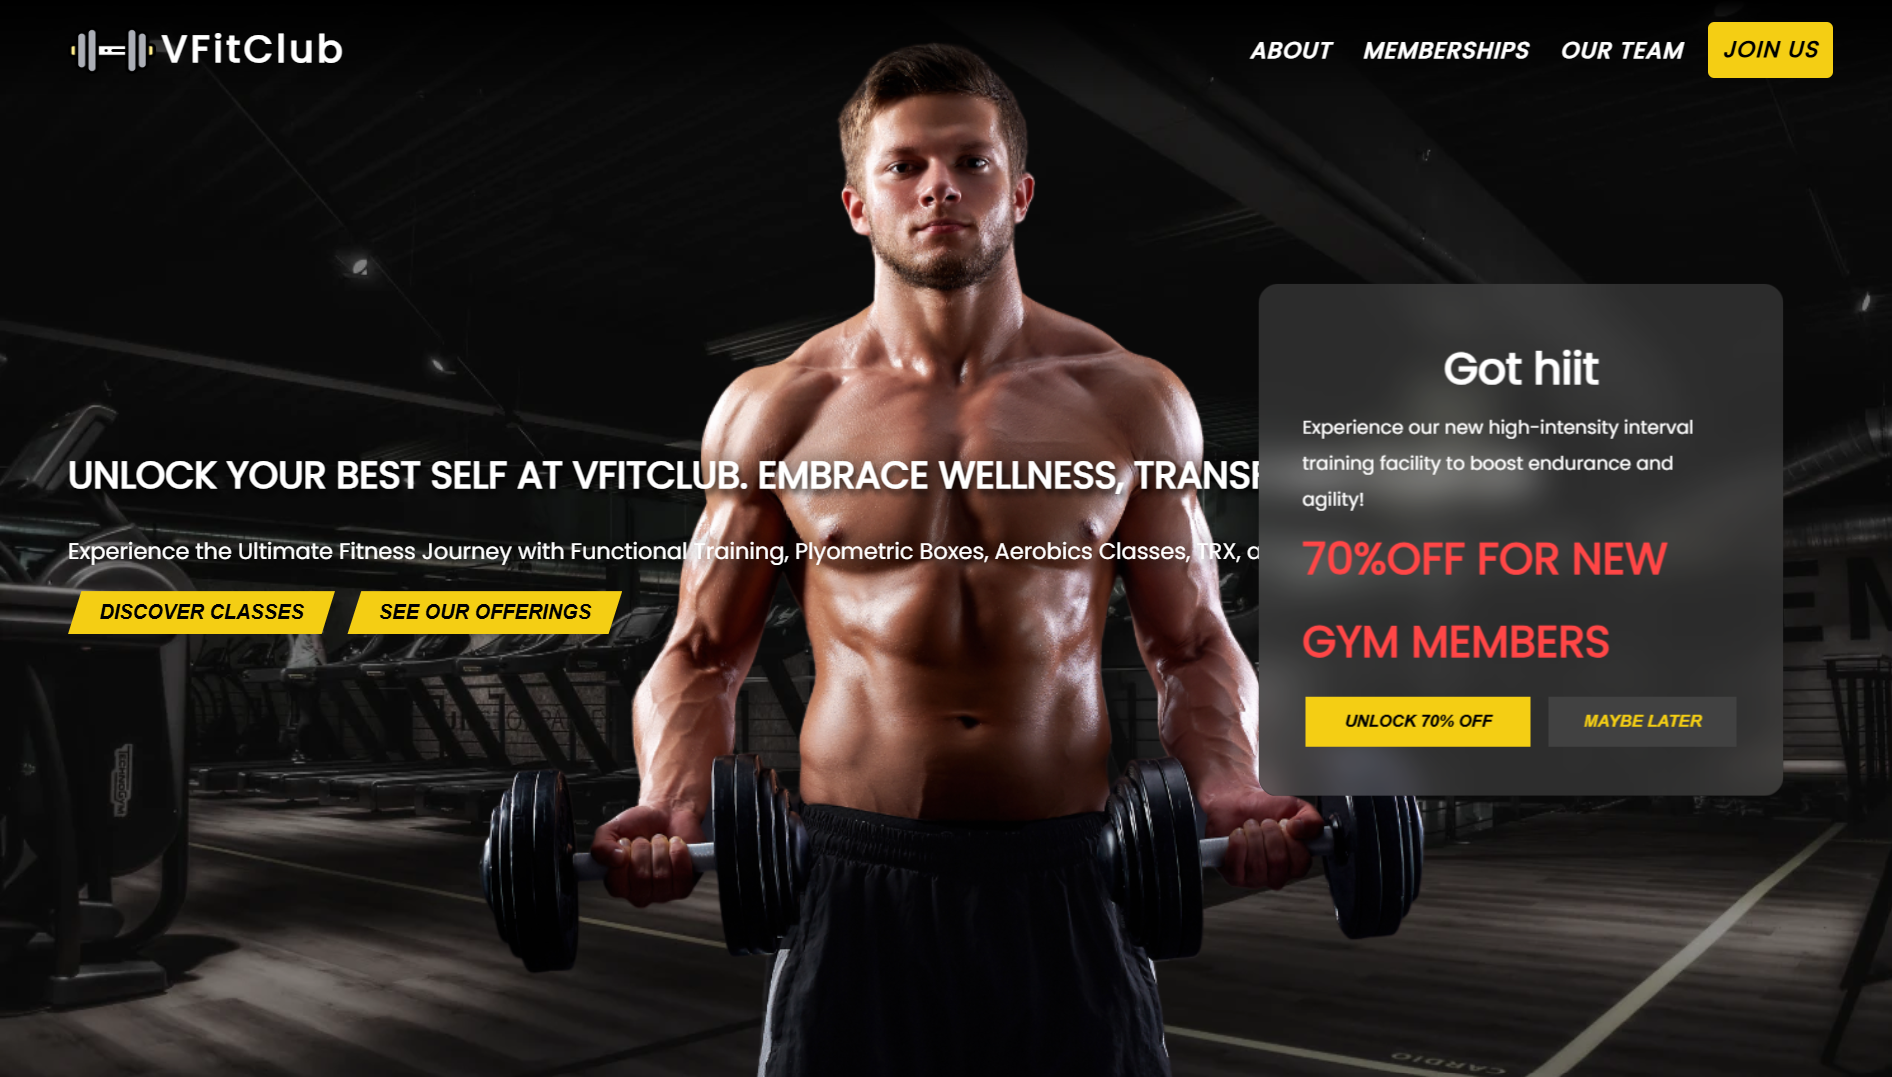 VFitClub
ABOUT
MEMBERSHIPS
OUR TEAM
JOIN US
UNLOCK YOUR BEST SELF AT VFITCLUB. EMBRACE WELLNESS,
Experience the Ultimate Fitness Journey with Functional Training, Plyometric Boxes, Aerobics Classes, TRX,
DISCOVER CLASSES
SEE OUR OFFERINGS
Got hiit
Experience our new high-intensity interval
training facility to boost endurance and
agility!
70%OFF FOR NEW
GYM MEMBERS
UNLOCK 70% OFF
MAYBE LATER
TECHNOGYM
CARDIO